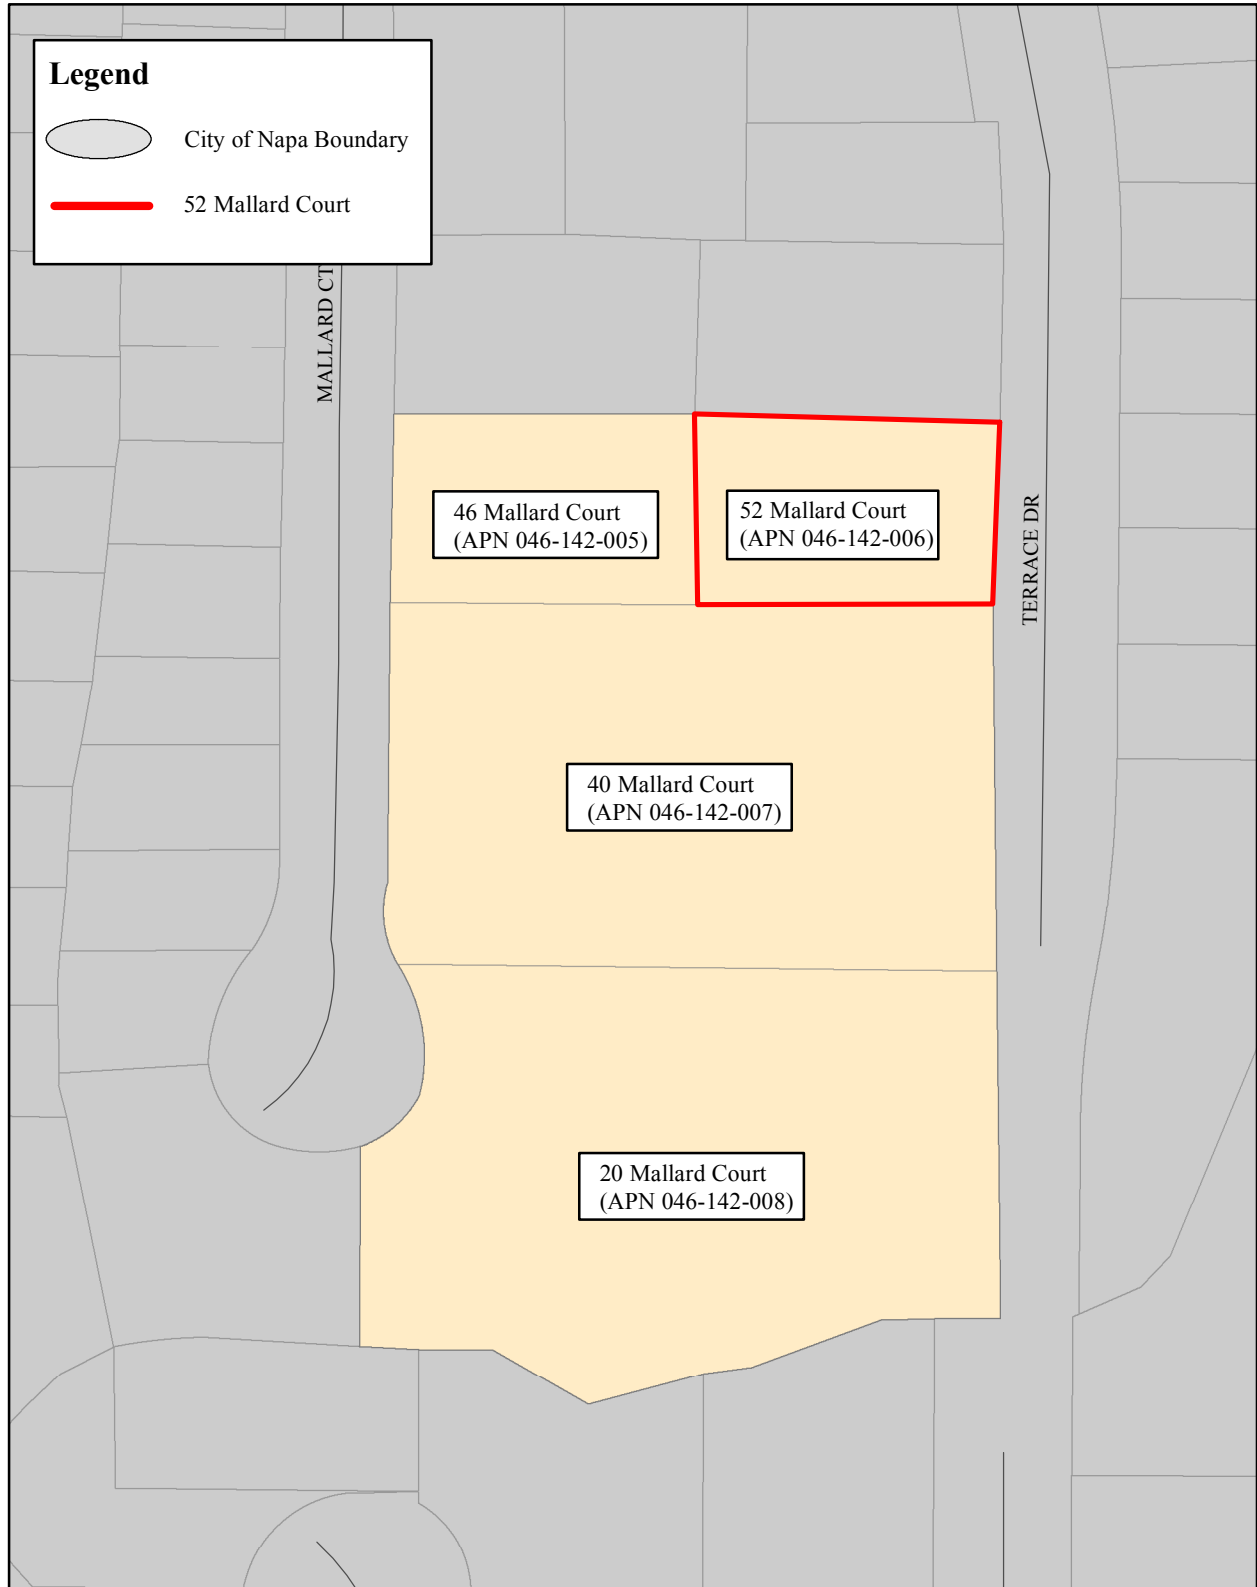 Legend
City of Napa Boundary
52 Mallard Court
MALLARD CT
46 Mallard Court
(APN 046-142-005)
52 Mallard Court
(APN 046-142-006)
TERRACE DR
40 Mallard Court
(APN 046-142-007)
20 Mallard Court
(APN 046-142-008)